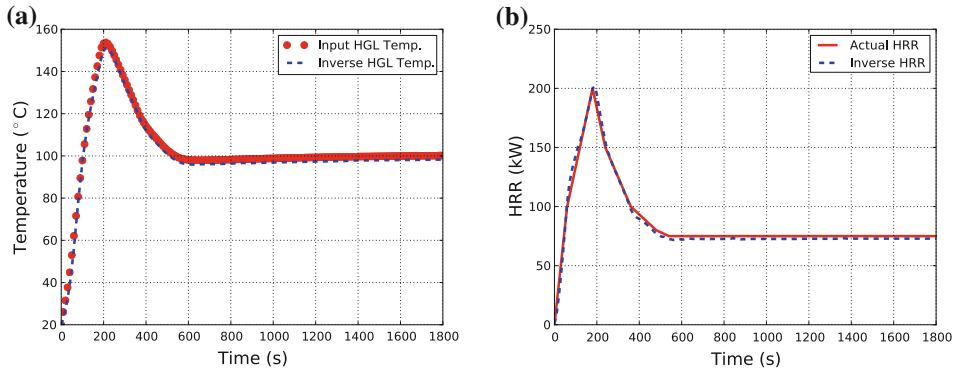 (a)
160
140
120
100
80
60
40
20
Temperature (°C)
Input HGL Temp.
Inverse HGL Temp.
0 200 400 600 800 1000 1200 1400 1600 1800
Time (s)
(b)
250
200
150
100
50
0
HRR (kW)
Actual HRR
Inverse HRR
0 200 400 600 800 1000 1200 1400 1600 1800
Time (s)